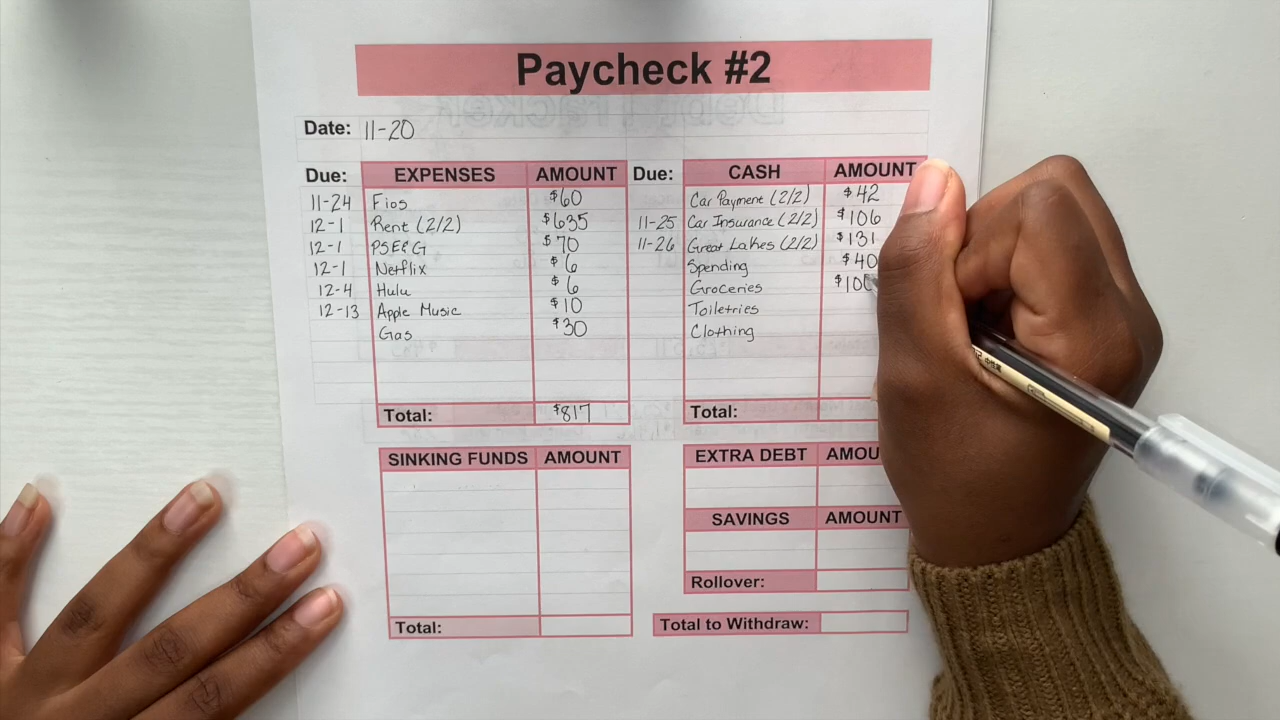 Paycheck #2
Date: 11-20
Due: EXPENSES AMOUNT
11-24 Fios $60
12-1 Rent (2/2) $635
12-1 PSE&G $70
12-1 Netflix $6
12-4 Hulu $6
12-13 Apple Music $10
Gas $30
Total: $817
Due: CASH AMOUNT
Car Payment (2/2) $42
11-25 Car Insurance (2/2) $106
11-26 Great Lakes (2/2) $131
Spending $40
Groceries $100
Toiletries
Clothing
Total:
SINKING FUNDS AMOUNT
Total:
EXTRA DEBT AMOU
SAVINGS AMOUNT
Rollover:
Total to Withdraw: